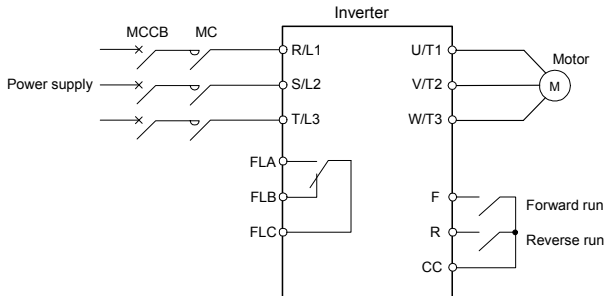 Inverter
MCCB MC
R/L1 U/T1
Motor
Power supply S/L2 V/T2 M
T/L3 W/T3
FLA
FLB F
Forward run
FLC R
Reverse run
CC